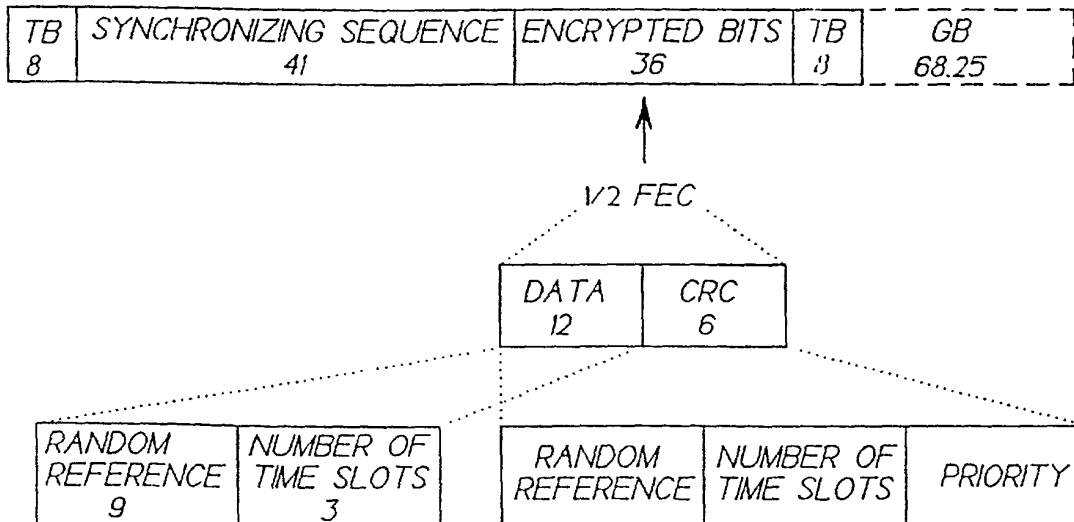 TB SYNCHRONIZING SEQUENCE ENCRYPTED BITS TB GB
8 41 36 8 68.25
1/2 FEC
DATA CRC
12 6
RANDOM REFERENCE NUMBER OF TIME SLOTS RANDOM REFERENCE NUMBER OF TIME SLOTS PRIORITY
9 3